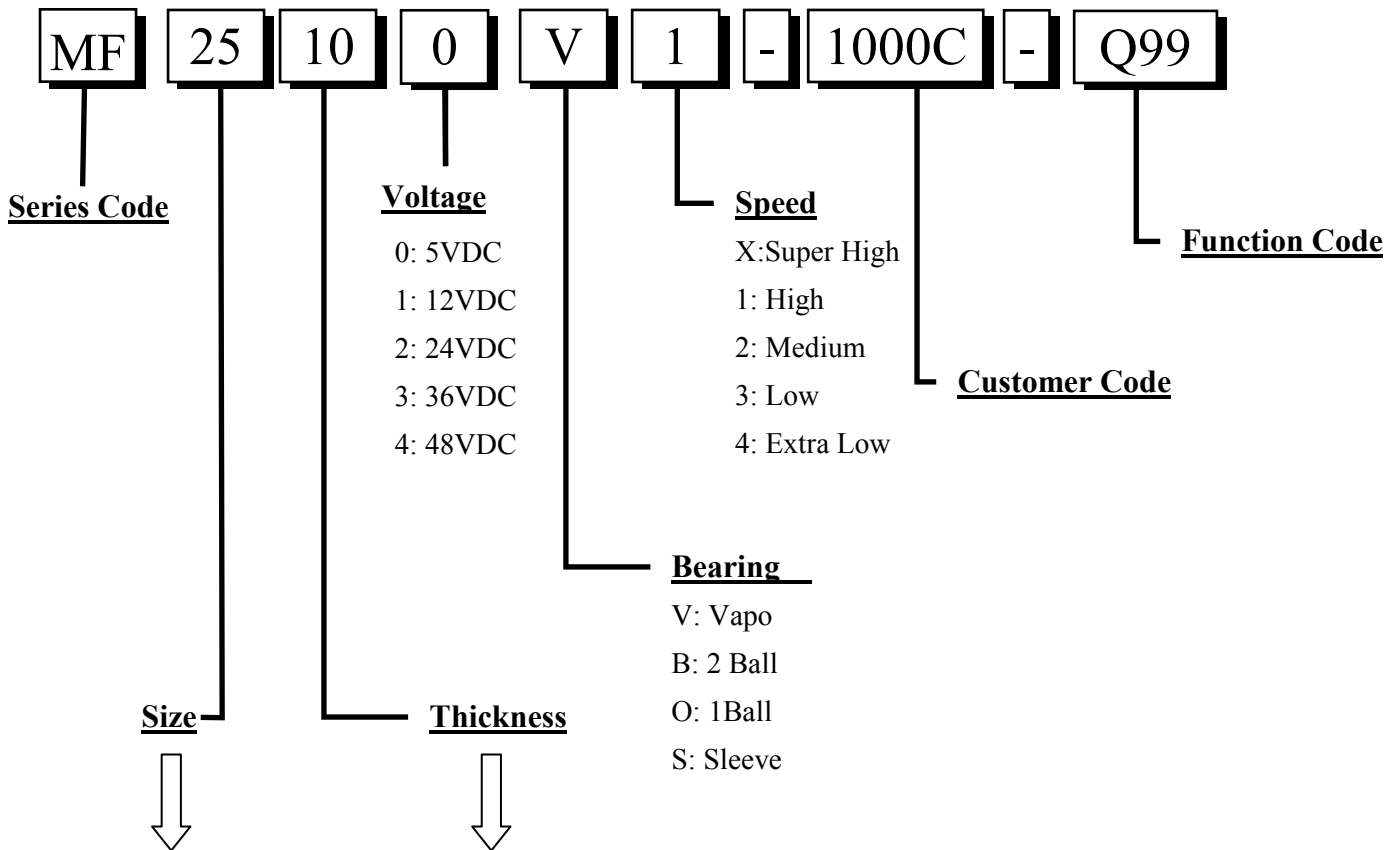 MF 25 10 0 V 1 - 1000C - Q99
Series Code
Voltage
0: 5VDC
1: 12VDC
2: 24VDC
3: 36VDC
4: 48VDC
Speed
X:Super High
1: High
2: Medium
3: Low
4: Extra Low
Function Code
Customer Code
Bearing
V: Vapo
B: 2 Ball
O: 1Ball
S: Sleeve
Size
Thickness